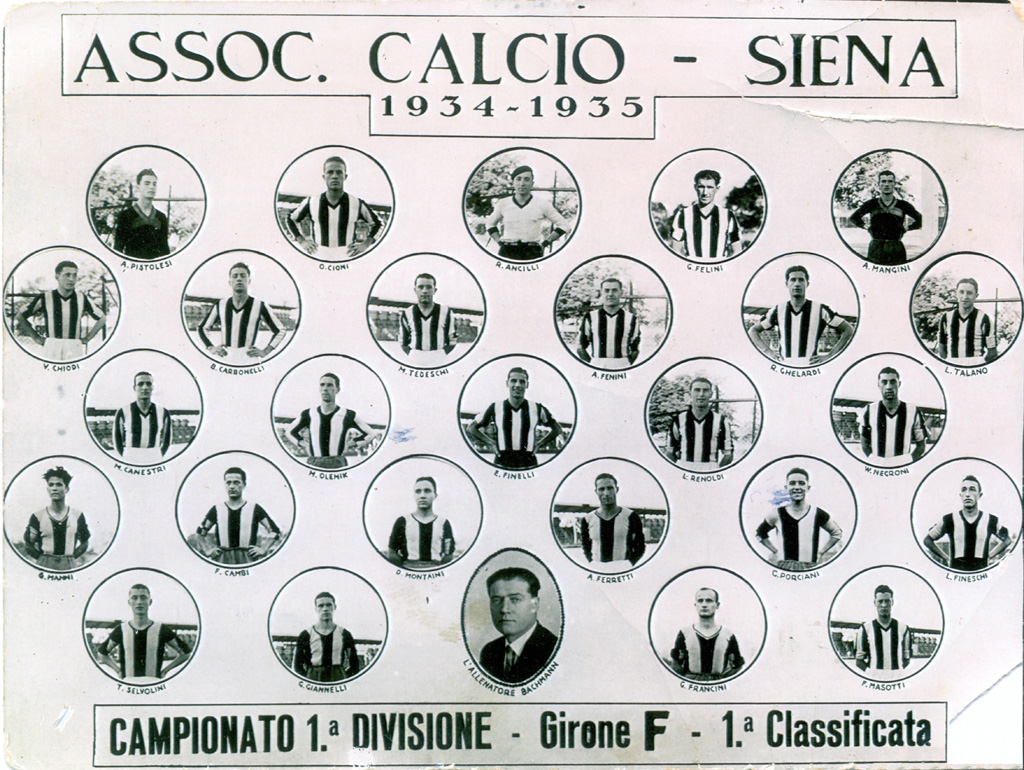 ASSOC. CALCIO - SIENA
1934-1935
A. PISTOLESI
O. CIONI
R. ANCILLI
G. FELINI
A. MANGINI
V. CHIODI
B. CARBONELLI
M. TEDESCHI
A. FENINI
R. GHELARDI
L. TALANO
M. CANESTRI
M. OLENIK
E. FINELLI
L. RENOLDI
W. NEGRONI
G. MANNI
F. CAMBI
D. MONTAINI
A. FERRETTI
G. PORCIANI
L. FINESCHI
T. SELVOLINI
G. GIANNELLI
L'ALLENATORE BACHMANN
G. FRANCINI
F. MASOTTI
CAMPIONATO 1.ª DIVISIONE - Girone F - 1.ª Classificata